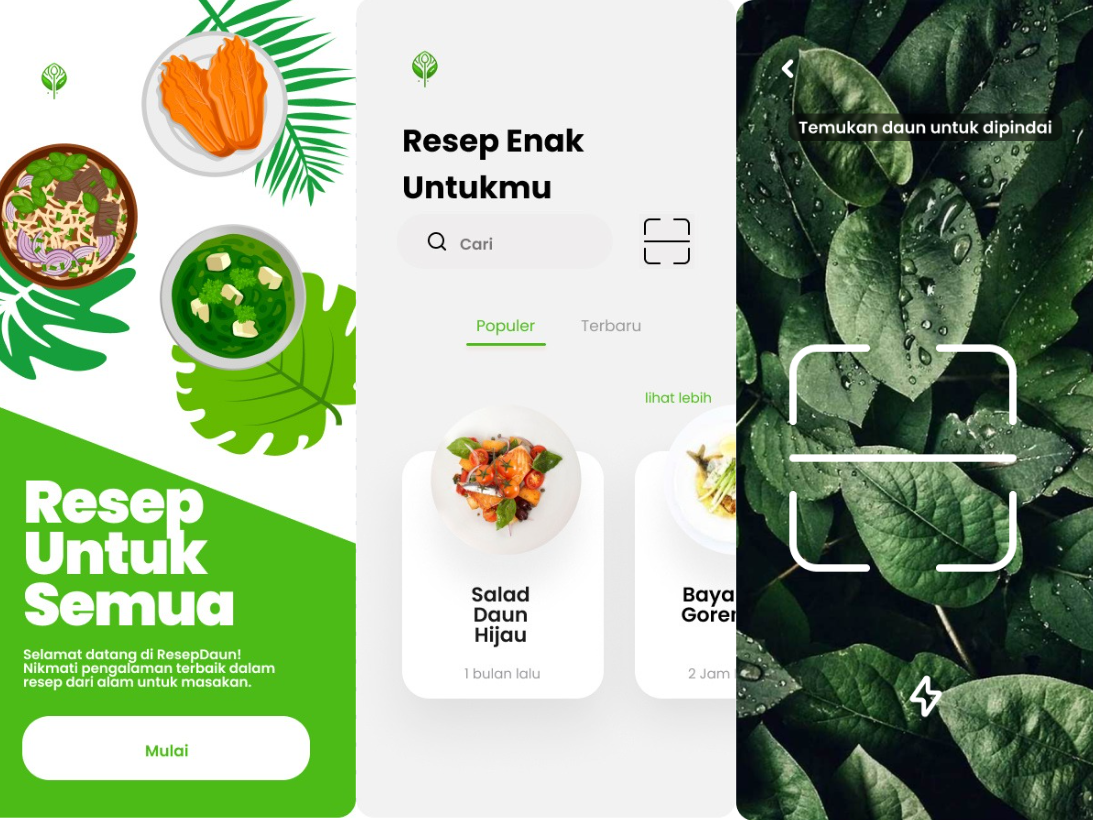 Resep
Untuk
Semua
Selamat datang di ResepDaun!
Nikmati pengalaman terbaik dalam
resep dari alam untuk masakan.
Mulai
Resep Enak
Untukmu
Cari
Populer
Terbaru
lihat lebih
Salad
Daun
Hijau
1 bulan lalu
Baya
Gorer
2 Jam
Temukan daun untuk dipindai